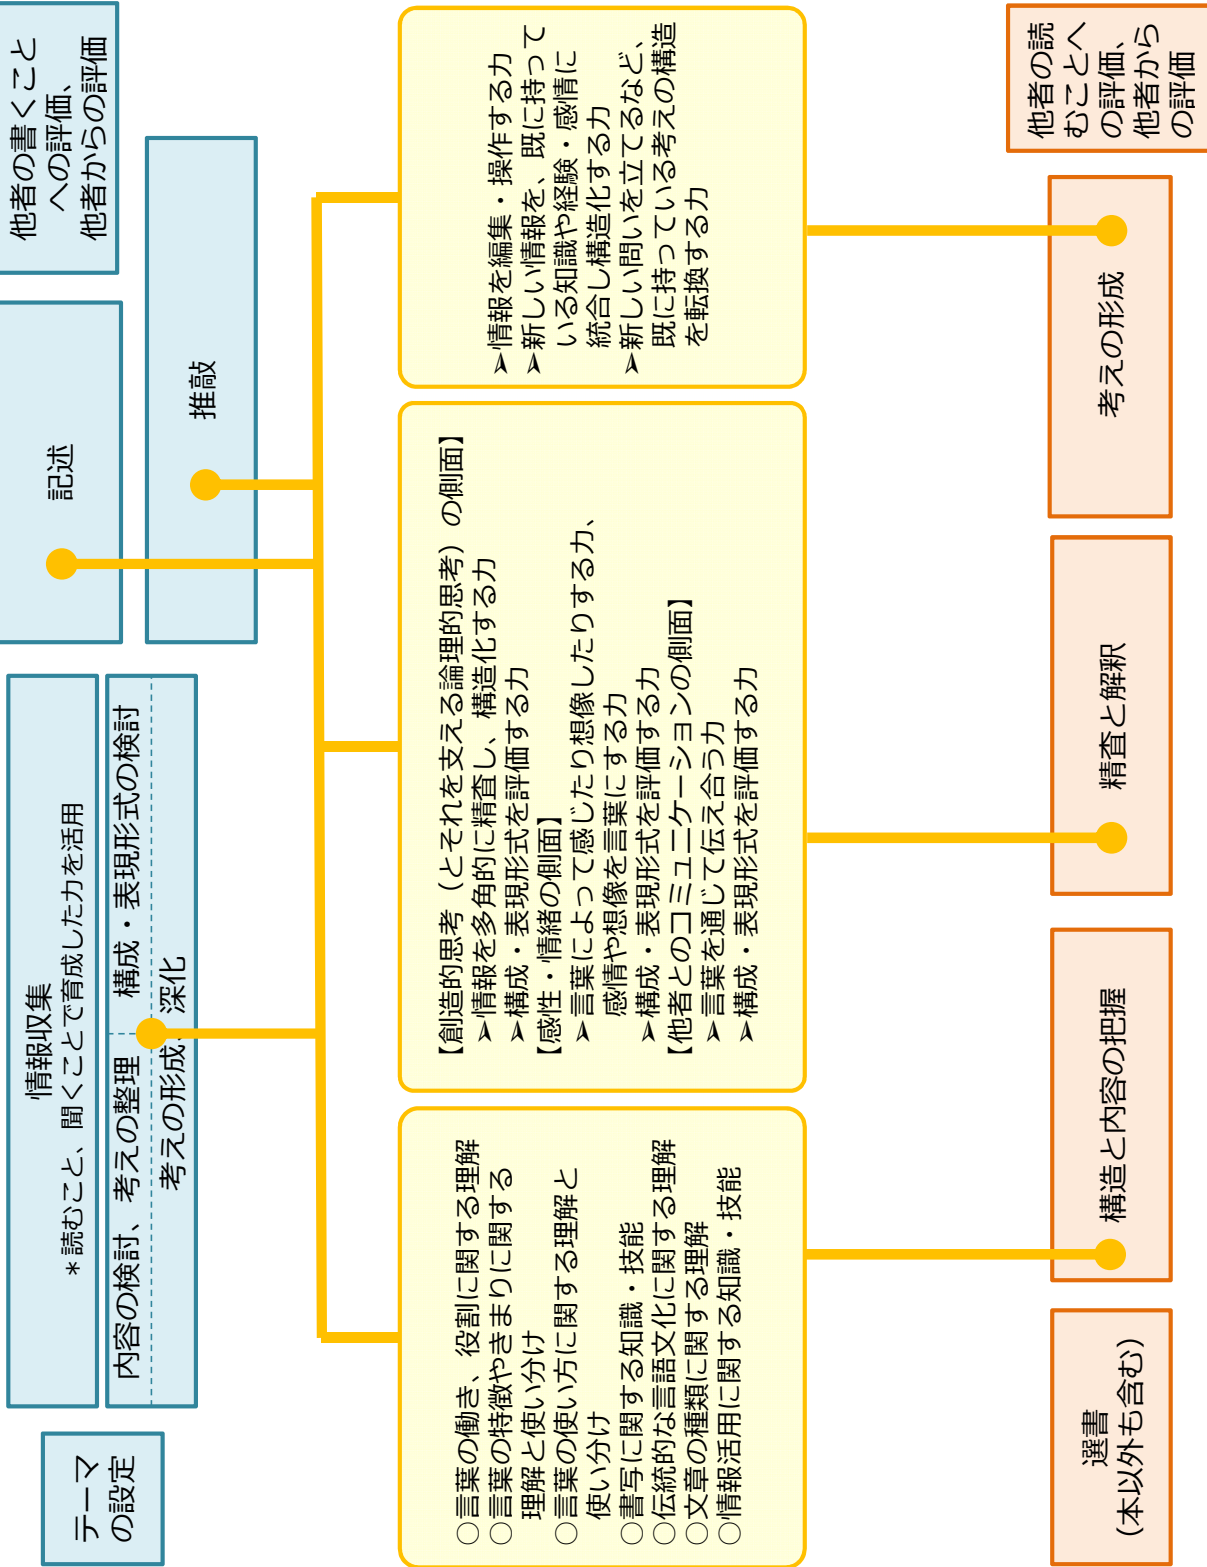 テーマ
の設定
情報収集
＊読むこと、聞くことで育成した力を活用
内容の検討、考えの整理
構成・表現形式の検討
考えの形成、深化
記述
推敲
他者の書くこと
への評価、
他者からの評価
○言葉の働き、役割に関する理解
○言葉の特徴やきまりに関する
理解と使い分け
○言葉の使い方に関する理解と
使い分け
○書写に関する知識・技能
○伝統的な言語文化に関する理解
○文章の種類に関する理解
○情報活用に関する知識・技能
【創造的思考（とそれを支える論理的思考）の側面】
➢情報を多角的に精査し、構造化する力
➢構成・表現形式を評価する力
【感性・情緒の側面】
➢言葉によって感じたり想像したりする力、
感情や想像を言葉にする力
➢構成・表現形式を評価する力
【他者とのコミュニケーションの側面】
➢言葉を通じて伝え合う力
➢構成・表現形式を評価する力
➢情報を編集・操作する力
➢新しい情報を、既に持って
いる知識や経験・感情に
統合し構造化する力
➢新しい問いを立てるなど、
既に持っている考えの構造
を転換する力
選書
（本以外も含む）
構造と内容の把握
精査と解釈
考えの形成
他者の読
むことへ
の評価、
他者から
の評価